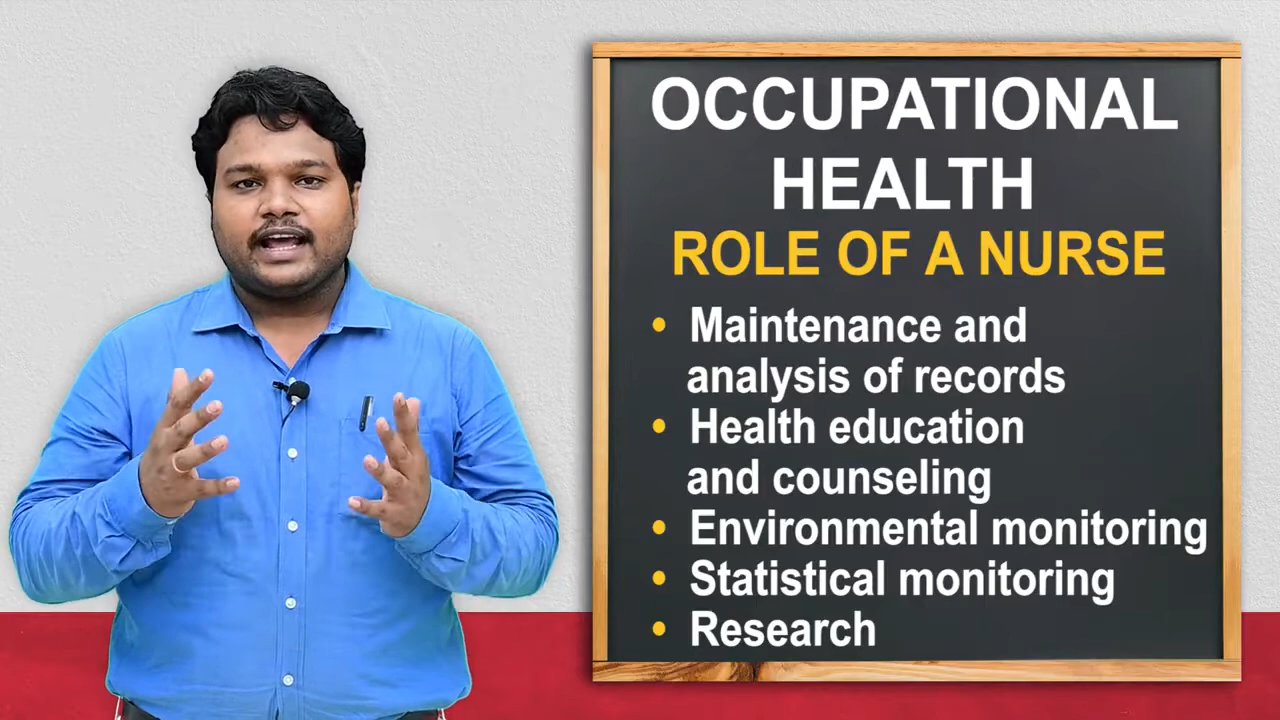 OCCUPATIONAL
HEALTH
ROLE OF A NURSE
• Maintenance and
analysis of records
• Health education
and counseling
• Environmental monitoring
• Statistical monitoring
• Research